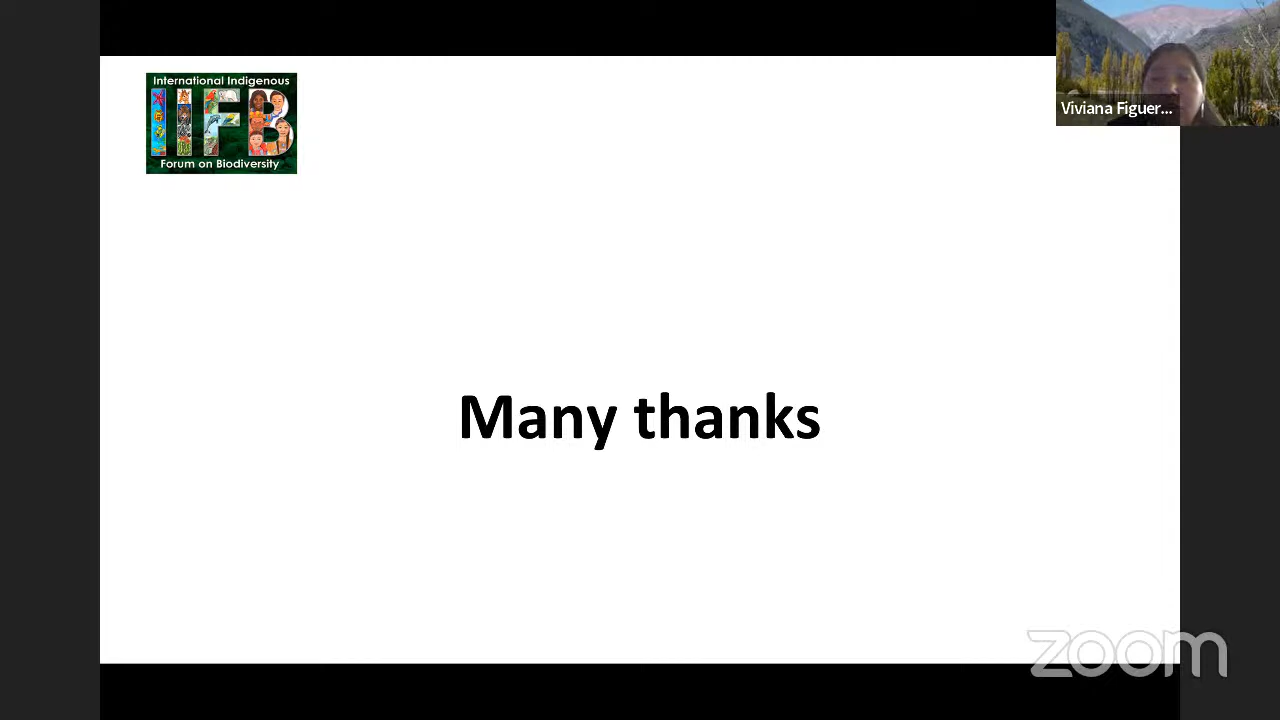 International Indigenous
IIFB
Forum on Biodiversity
Viviana Figuer...
Many thanks
zoom